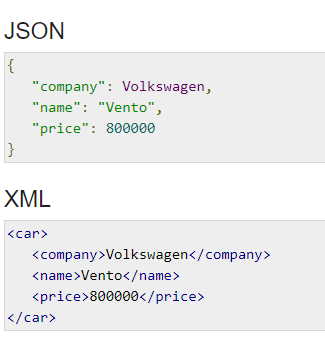 JSON
{
   "company": Volkswagen,
   "name": "Vento",
   "price": 800000
}
XML
<car>
   <company>Volkswagen</company>
   <name>Vento</name>
   <price>800000</price>
</car>